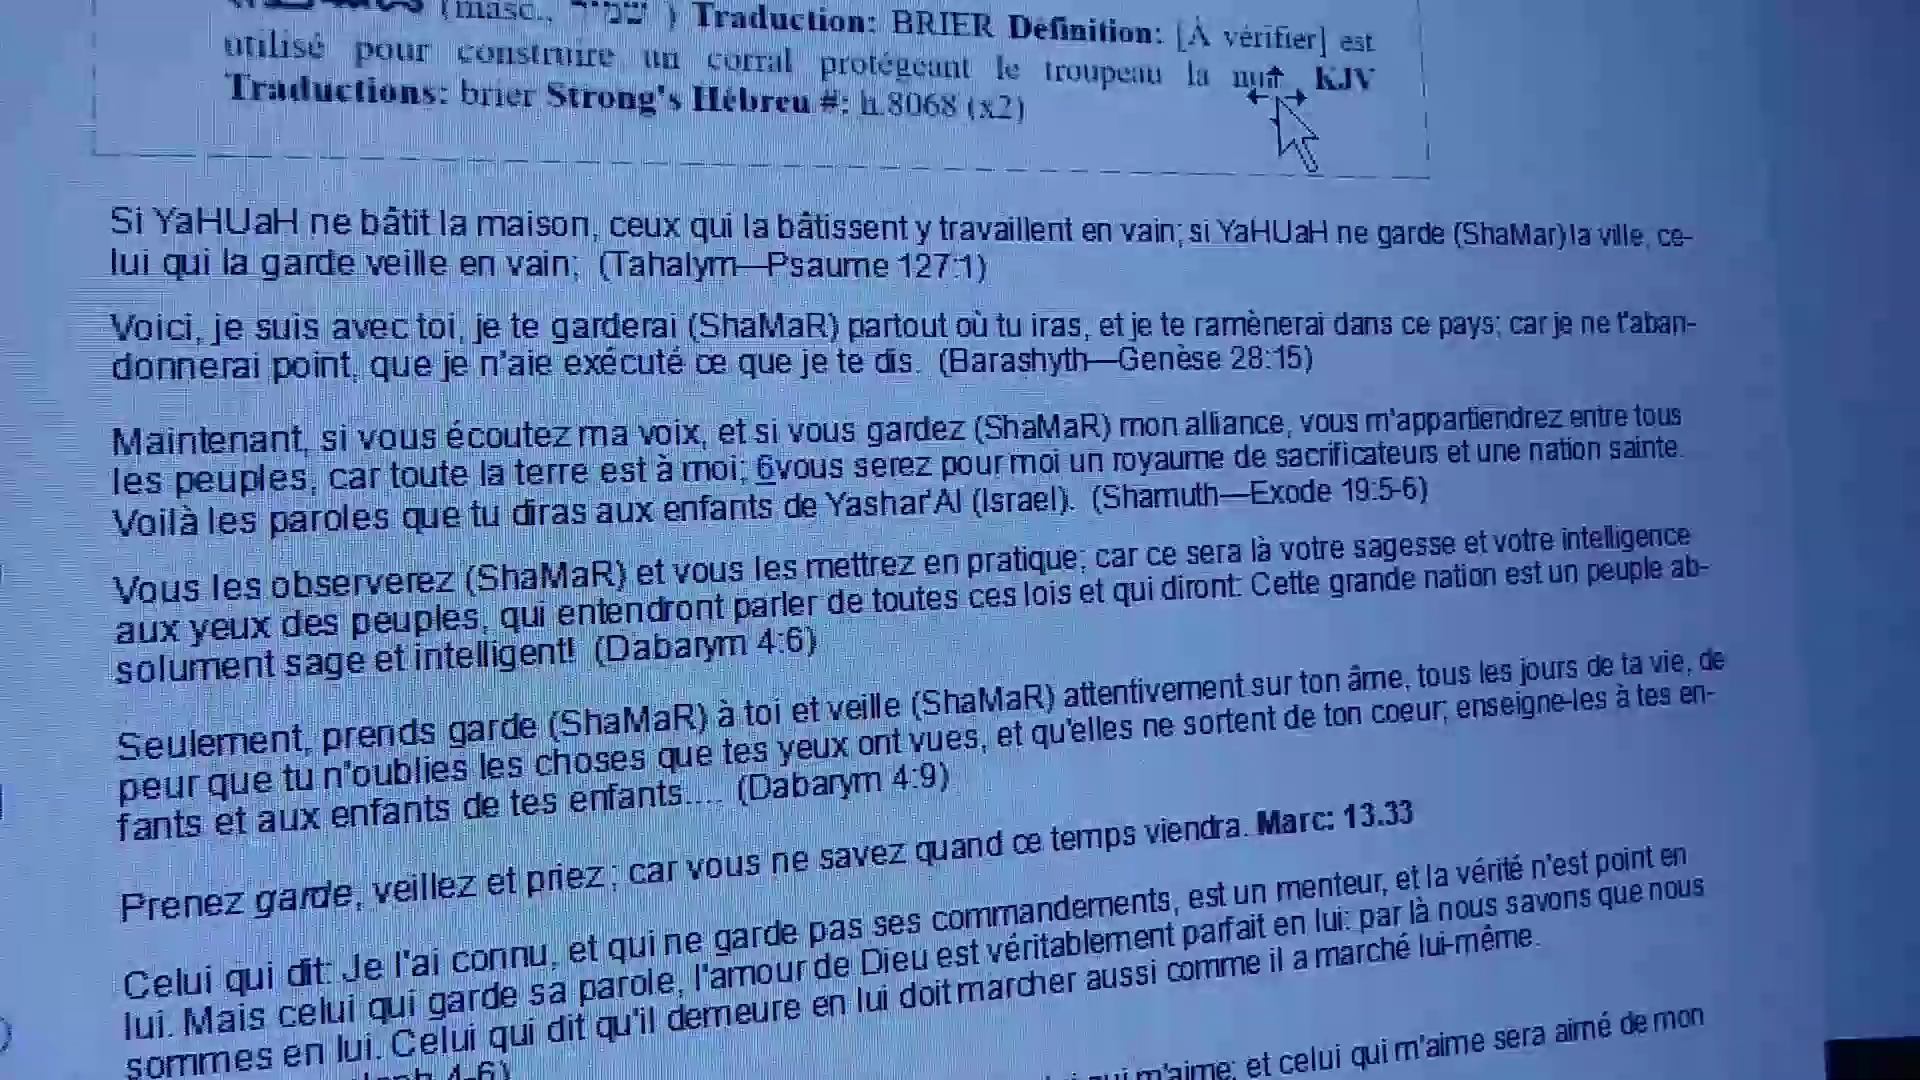 (masc., שמיר ) Traduction: BRIER Définition: [À vérifier] est
utilisé pour construire un corral protégeant le troupeau la nuit , KJV
Traductions: brier Strong's Hébreu #: h.8068 (x2)
Si YaHUaH ne bâtit la maison, ceux qui la bâtissent y travaillent en vain; si YaHUaH ne garde (ShaMar) la ville, ce-
lui qui la garde veille en vain; (Tahalym—Psaume 127:1)
Voici, je suis avec toi, je te garderai (ShaMaR) partout où tu iras, et je te ramènerai dans ce pays; car je ne t'aban-
donnerai point, que je n'aie exécuté ce que je te dis. (Barashyth—Genèse 28:15)
Maintenant, si vous écoutez ma voix, et si vous gardez (ShaMaR) mon alliance, vous m'appartiendrez entre tous
les peuples, car toute la terre est à moi; 6vous serez pour moi un royaume de sacrificateurs et une nation sainte.
Voilà les paroles que tu diras aux enfants de Yashar'Al (Israel). (Shamuth—Exode 19:5-6)
Vous les observerez (ShaMaR) et vous les mettrez en pratique; car ce sera là votre sagesse et votre intelligence
aux yeux des peuples, qui entendront parler de toutes ces lois et qui diront: Cette grande nation est un peuple ab-
solument sage et intelligent! (Dabarym 4:6)
Seulement, prends garde (ShaMaR) à toi et veille (ShaMaR) attentivement sur ton âme, tous les jours de ta vie, de
peur que tu n'oublies les choses que tes yeux ont vues, et qu'elles ne sortent de ton coeur; enseigne-les à tes en-
fants et aux enfants de tes enfants.... (Dabarym 4:9)
Prenez garde, veillez et priez; car vous ne savez quand ce temps viendra. Marc: 13.33
Celui qui dit: Je l'ai connu, et qui ne garde pas ses commandements, est un menteur, et la vérité n'est point en
lui. Mais celui qui garde sa parole, l'amour de Dieu est véritablement parfait en lui: par là nous savons que nous
sommes en lui. Celui qui dit qu'il demeure en lui doit marcher aussi comme il a marché lui-même.
4-6)
qui m'aime; et celui qui m'aime sera aimé de mon